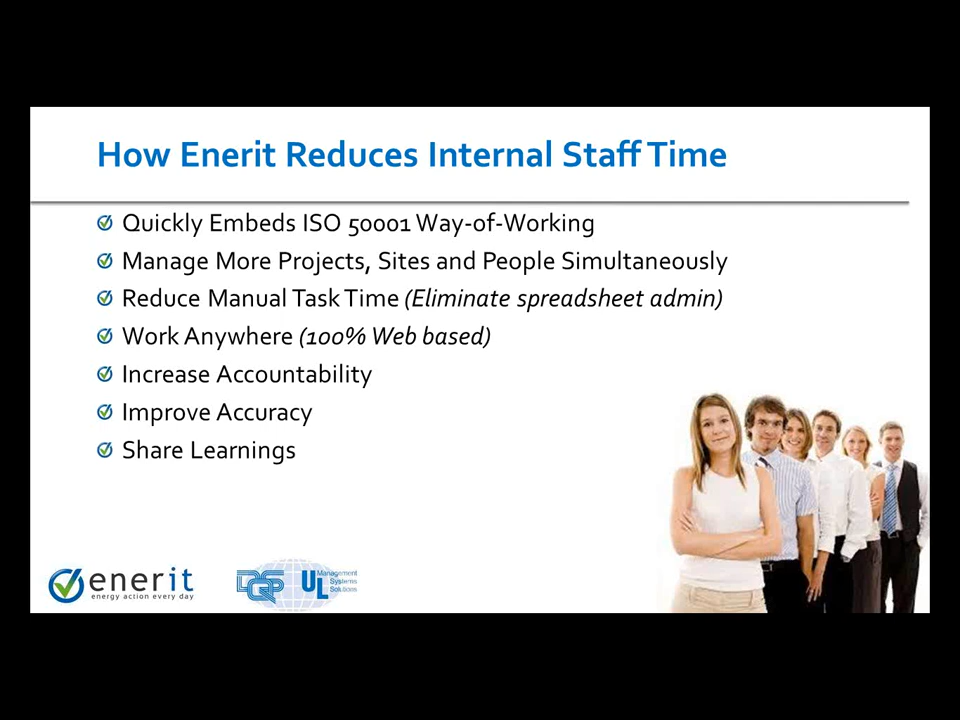 How Enerit Reduces Internal Staff Time
Quickly Embeds ISO 50001 Way-of-Working
Manage More Projects, Sites and People Simultaneously
Reduce Manual Task Time (Eliminate spreadsheet admin)
Work Anywhere (100% Web based)
Increase Accountability
Improve Accuracy
Share Learnings
enerit
energy action every day
DQS
UL
Management
Systems
Solutions